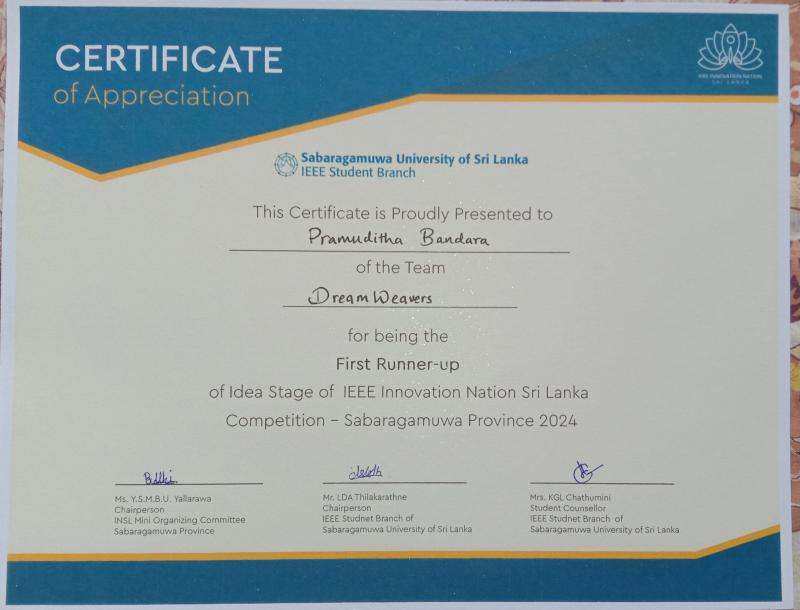 CERTIFICATE
of Appreciation
IEEE INNOVATION NATION
SRI LANKA
Sabaragamuwa University of Sri Lanka
IEEE Student Branch
This Certificate is Proudly Presented to
Pramuditha Bandara
of the Team
DreamWeavers
for being the
First Runner-up
of Idea Stage of IEEE Innovation Nation Sri Lanka
Competition – Sabaragamuwa Province 2024
Ms. Y.S.M.B.U. Yallarawa
Chairperson
INSL Mini Organizing Committee
Sabaragamuwa Province
Mr. LDA Thilakarathne
Chairperson
IEEE Studnet Branch of
Sabaragamuwa University of Sri Lanka
Mrs. KGL Chathumini
Student Counsellor
IEEE Studnet Branch of
Sabaragamuwa University of Sri Lanka